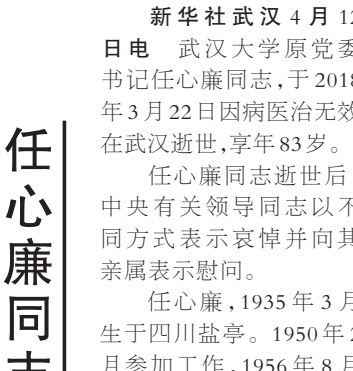 任心廉同志
新华社武汉4月12
日电 武汉大学原党委
书记任心廉同志,于2018
年3月22日因病医治无效
在武汉逝世,享年83岁。
任心廉同志逝世后,
中央有关领导同志以不
同方式表示哀悼并向其
亲属表示慰问。
任心廉,1935年3月
生于四川盐亭。1950年2
月参加工作,1956年8月